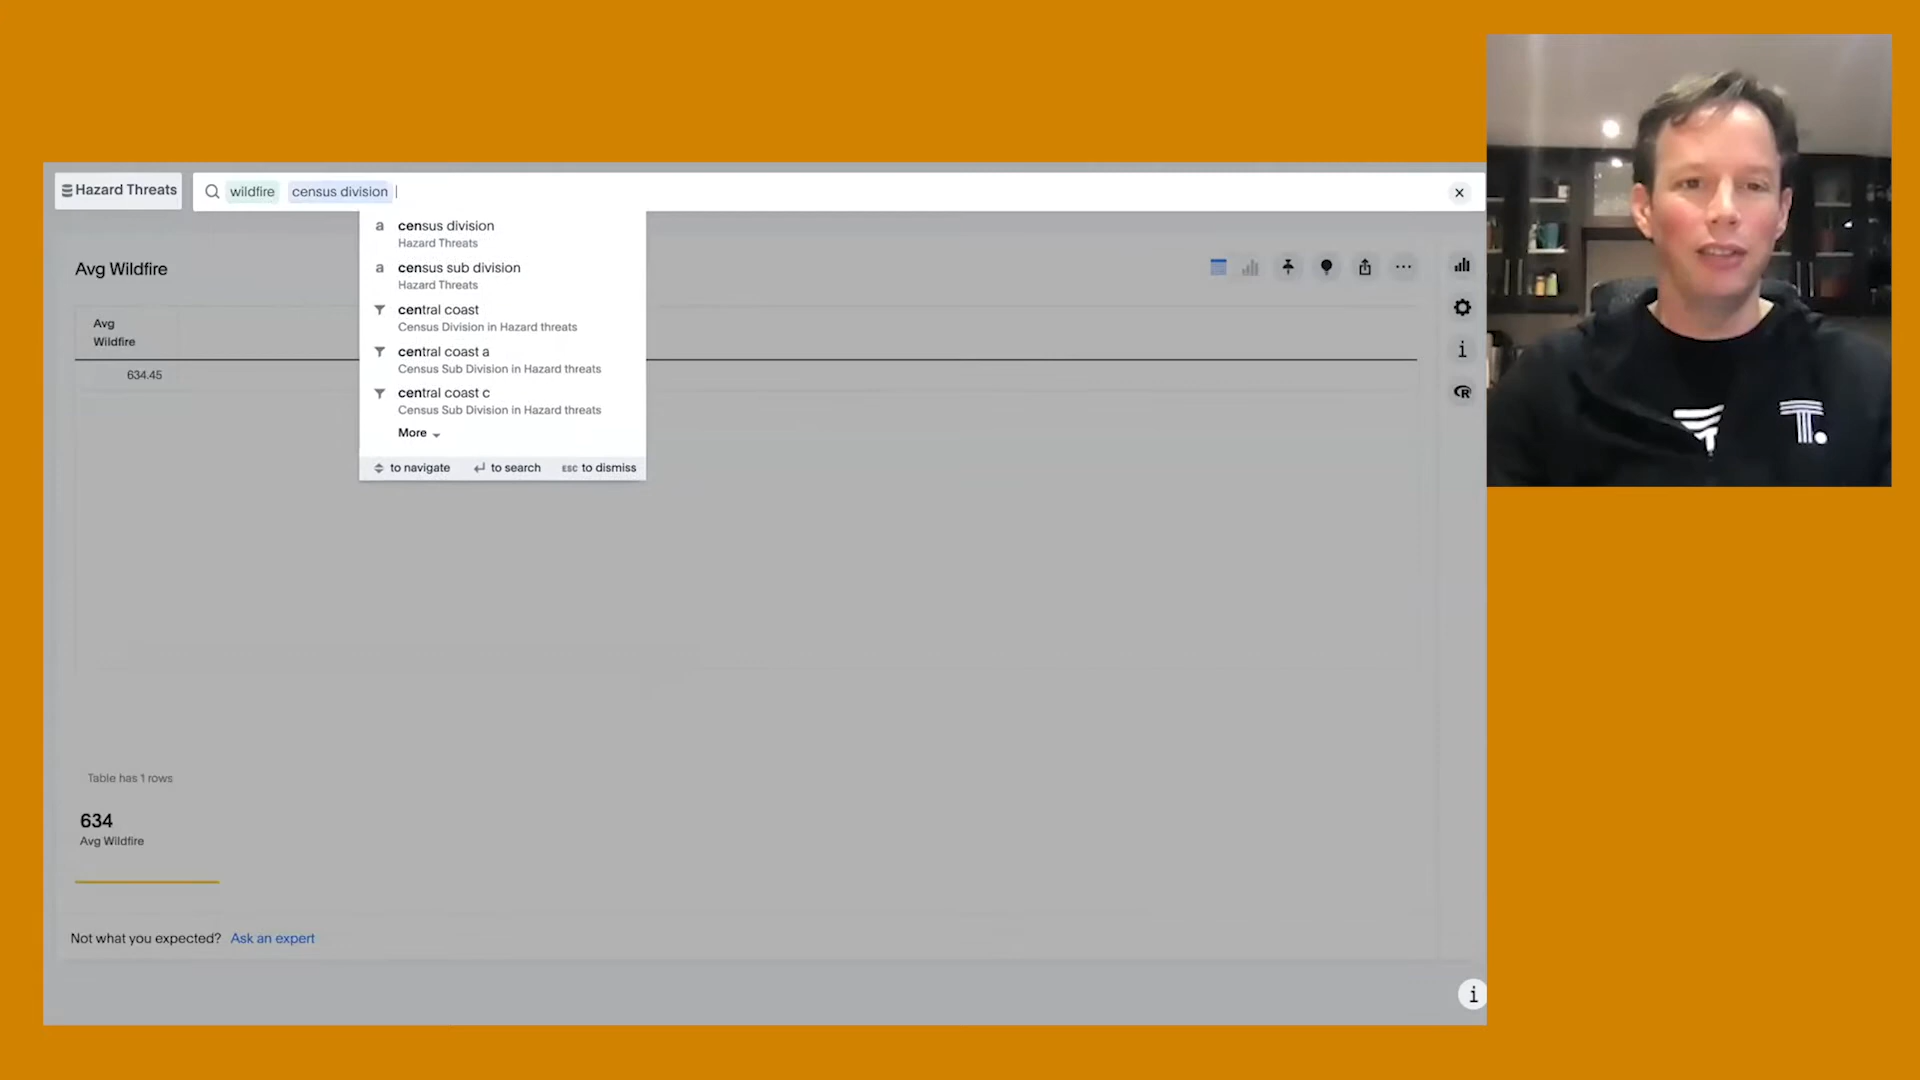 Hazard Threats
wildfire census division
census division
Hazard Threats
census sub division
Hazard Threats
central coast
Census Division in Hazard threats
central coast a
Census Sub Division in Hazard threats
central coast c
Census Sub Division in Hazard threats
More
to navigate to search ESC to dismiss
Avg Wildfire
Avg
Wildfire
634.45
Table has 1 rows
634
Avg Wildfire
Not what you expected? Ask an expert
T.